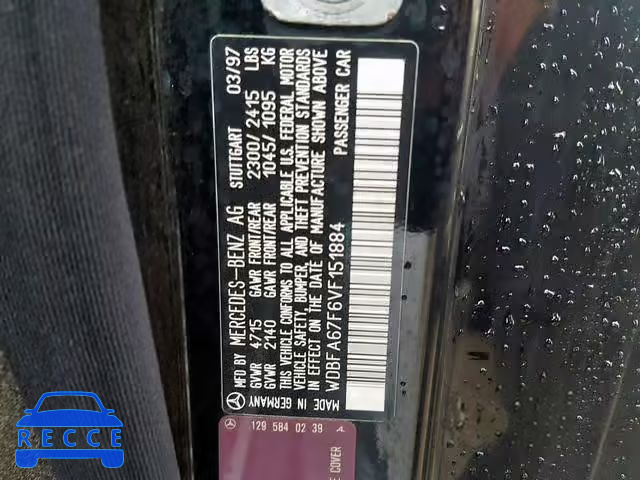 MFD BY MERCEDES-BENZ AG STUTTGART 03/97
GVWR 4715 GAWR FRONT/REAR 2300/2415 LBS
GVWR 2140 GAWR FRONT/REAR 1045/1095 KG
THIS VEHICLE CONFORMS TO ALL APPLICABLE U.S. FEDERAL MOTOR
VEHICLE SAFETY, BUMPER, AND THEFT PREVENTION STANDARDS
IN EFFECT ON THE DATE OF MANUFACTURE SHOWN ABOVE
WDBFA67F6VF151884 PASSENGER CAR
MADE IN GERMANY
129 584 02 39
E COVER
RECCE